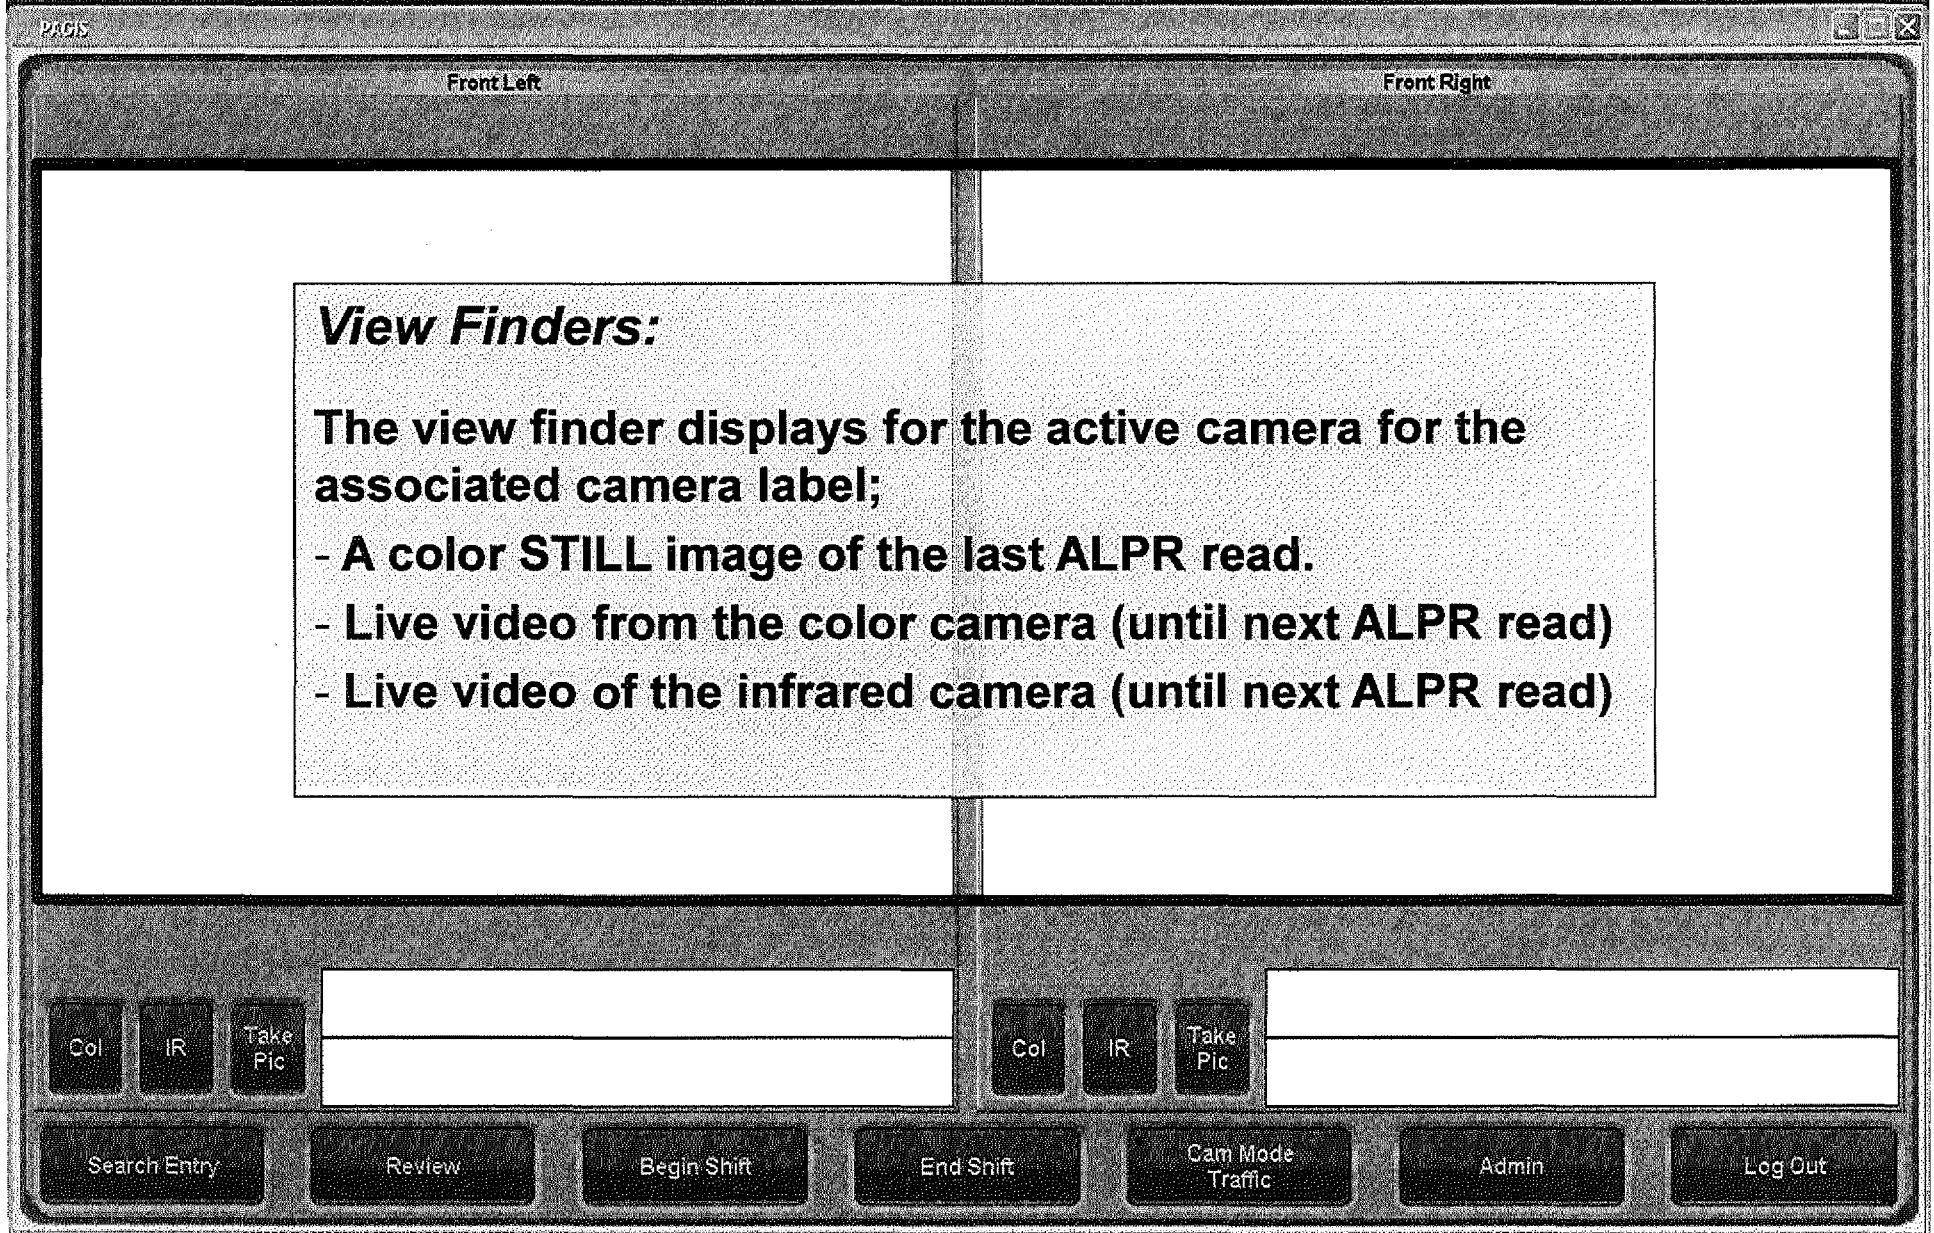 PAGIS
Front Left
Front Right
View Finders:
The view finder displays for the active camera for the
associated camera label;
- A color STILL image of the last ALPR read.
- Live video from the color camera (until next ALPR read)
- Live video of the infrared camera (until next ALPR read)
Col
IR
Take
Pic
Col
IR
Take
Pic
Search Entry
Review
Begin Shift
End Shift
Cam Mode
Traffic
Admin
Log Out